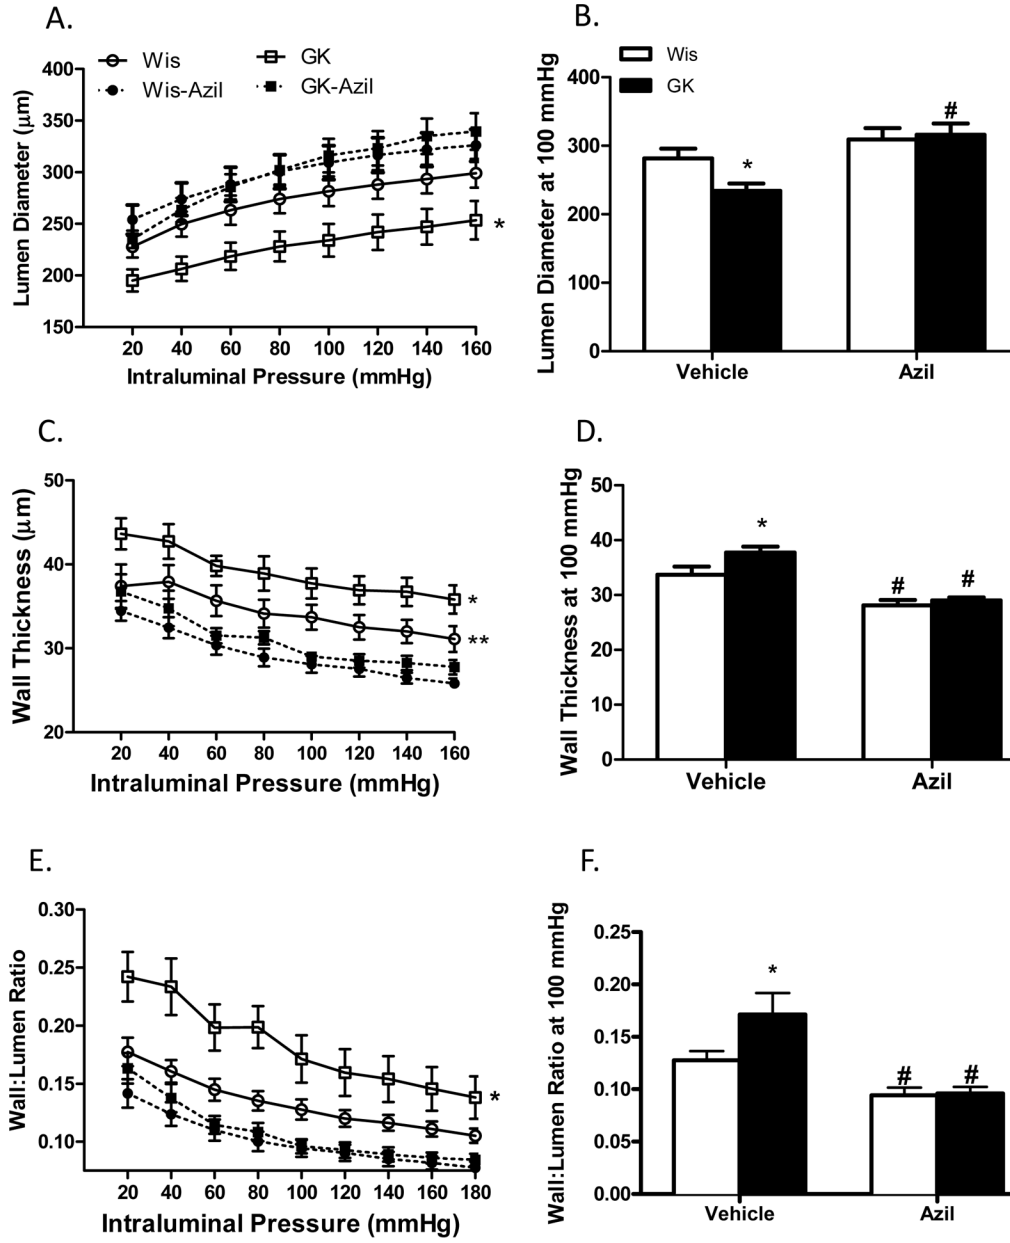 A.
Wis
GK
Wis-Azil
GK-Azil
Lumen Diameter (μm)
400
350
300
250
200
150
*
20 40 60 80 100 120 140 160
Intraluminal Pressure (mmHg)
B.
Wis
GK
Lumen Diameter at 100 mmHg
400
300
200
100
0
*
#
Vehicle Azil
C.
Wall Thickness (μm)
50
40
30
20
*
**
20 40 60 80 100 120 140 160
Intraluminal Pressure (mmHg)
D.
Wall Thickness at 100 mmHg
50
40
30
20
10
0
*
# #
Vehicle Azil
E.
Wall:Lumen Ratio
0.30
0.25
0.20
0.15
0.10
*
20 40 60 80 100 120 140 160 180
Intraluminal Pressure (mmHg)
F.
Wall:Lumen Ratio at 100 mmHg
0.25
0.20
0.15
0.10
0.05
0.00
*
# #
Vehicle Azil